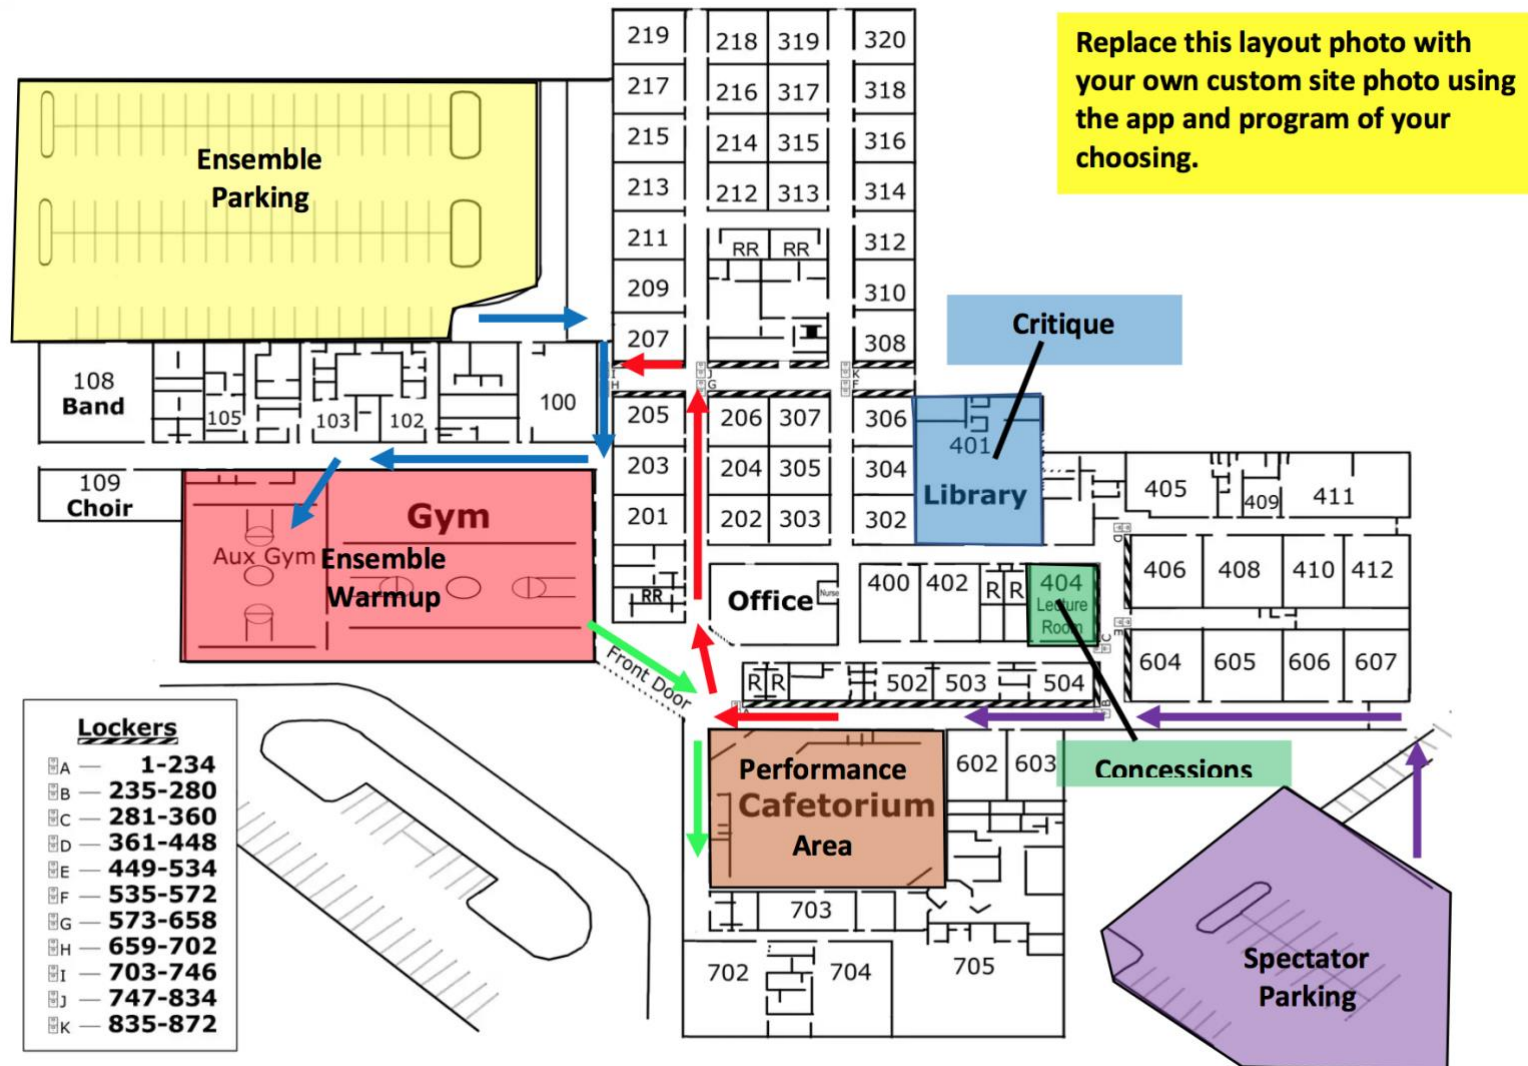 219
218
319
320
Replace this layout photo with
your own custom site photo using
the app and program of your
choosing.
217
216
317
318
215
214
315
316
Ensemble
Parking
213
212
313
314
211
RR
RR
312
209
310
207
308
Critique
I
J
K
H
G
F
108
Band
105
103
102
100
205
206
307
306
401
203
204
305
304
Library
405
409
411
109
Choir
201
202
303
302
Gym
Aux Gym
Ensemble
Warmup
D
RR
Office
Nurse
400
402
R
R
404
Lecture
Room
406
408
410
412
C
E
Front Door
604
605
606
607
R
R
502
503
504
A
B
Performance
Cafetorium
Area
602
603
Concessions
Lockers
A — 1-234
B — 235-280
C — 281-360
D — 361-448
E — 449-534
F — 535-572
G — 573-658
H — 659-702
I — 703-746
J — 747-834
K — 835-872
703
702
704
705
Spectator
Parking